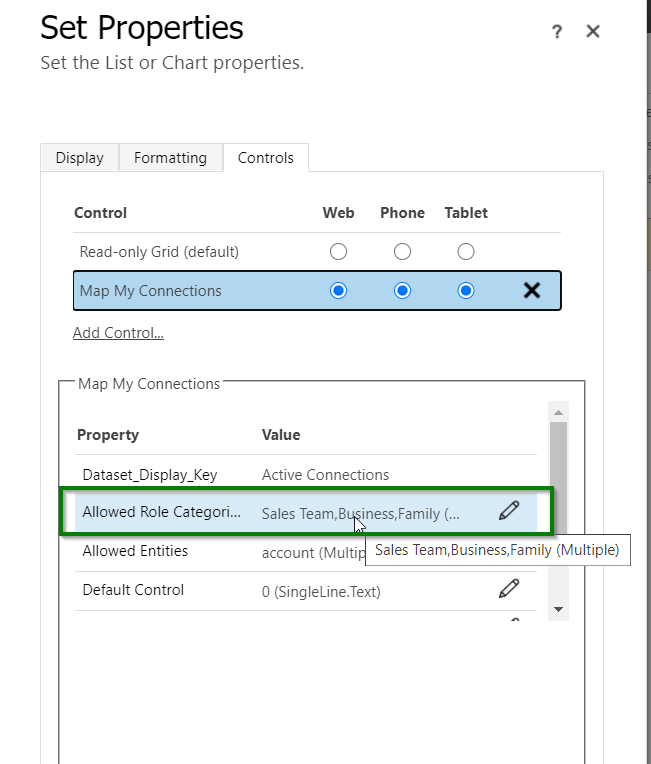 Set Properties
?
Set the List or Chart properties.
Display Formatting Controls
Control Web Phone Tablet
Read-only Grid (default)
Map My Connections
Add Control...
Map My Connections
Property Value
Dataset_Display_Key Active Connections
Allowed Role Categori... Sales Team,Business,Family (...
Allowed Entities account (Multip
Sales Team,Business,Family (Multiple)
Default Control 0 (SingleLine.Text)